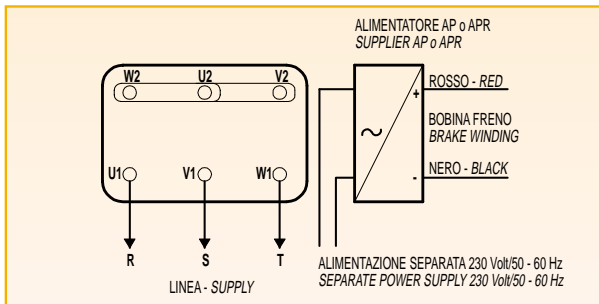 ALIMENTATORE AP o APR
SUPPLIER AP o APR
W2 U2 V2
ROSSO - RED
+
BOBINA FRENO
BRAKE WINDING
~
U1 V1 W1
NERO - BLACK
-
R S T
LINEA - SUPPLY
ALIMENTAZIONE SEPARATA 230 Volt/50 - 60 Hz
SEPARATE POWER SUPPLY 230 Volt/50 - 60 Hz